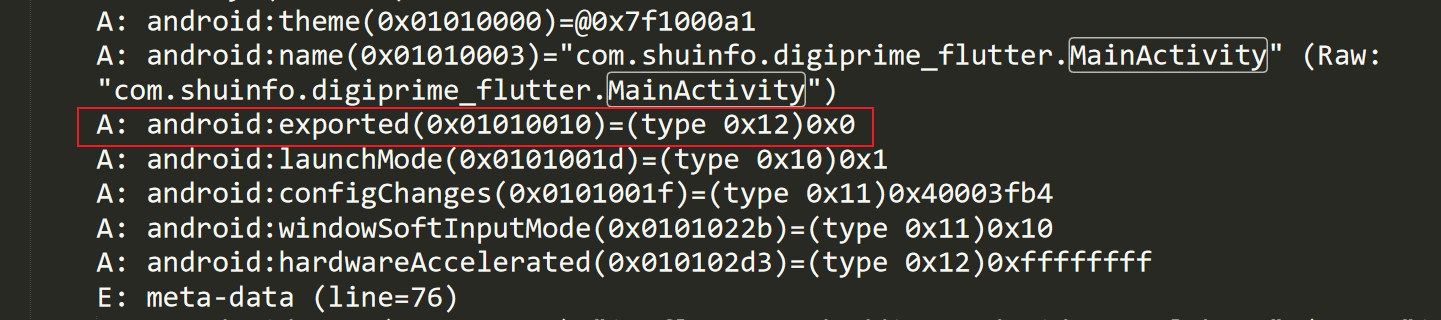 A: android:theme(0x01010000)=@0x7f1000a1
A: android:name(0x01010003)="com.shuinfo.digiprime_flutter.MainActivity" (Raw:
"com.shuinfo.digiprime_flutter.MainActivity")
A: android:exported(0x01010010)=(type 0x12)0x0
A: android:launchMode(0x0101001d)=(type 0x10)0x1
A: android:configChanges(0x0101001f)=(type 0x11)0x40003fb4
A: android:windowSoftInputMode(0x0101022b)=(type 0x11)0x10
A: android:hardwareAccelerated(0x010102d3)=(type 0x12)0xffffffff
E: meta-data (line=76)